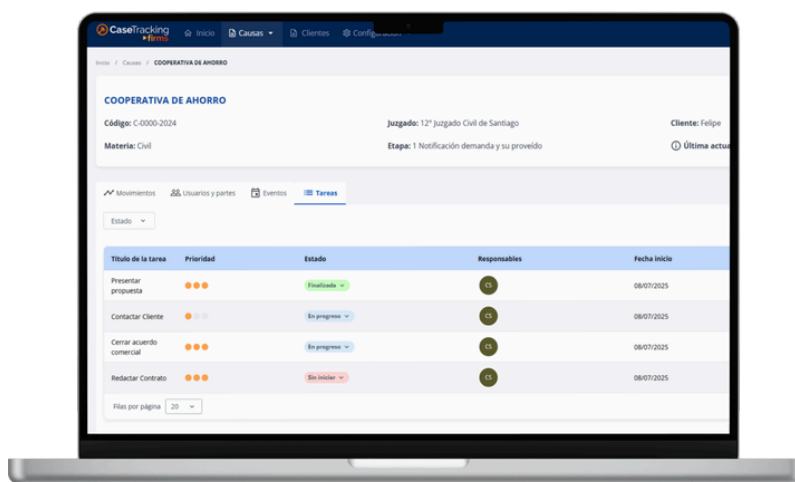 CaseTracking
firms
Inicio
Causas
Clientes
Inicio / Causas / COOPERATIVA DE AHORRO
COOPERATIVA DE AHORRO
Código: C-0000-2024
Juzgado: 12° Juzgado Civil de Santiago
Cliente: Felipe
Materia: Civil
Etapa: 1 Notificación demanda y su proveído
Última actua
Movimientos
Usuarios y partes
Eventos
Tareas
Estado
Título de la tarea Prioridad Estado Responsables Fecha inicio
Presentar
propuesta
Finalizada CS 08/07/2025
Contactar Cliente En progreso CS 08/07/2025
Cerrar acuerdo
comercial
En progreso CS 08/07/2025
Redactar Contrato Sin iniciar CS 08/07/2025
Filas por página 20